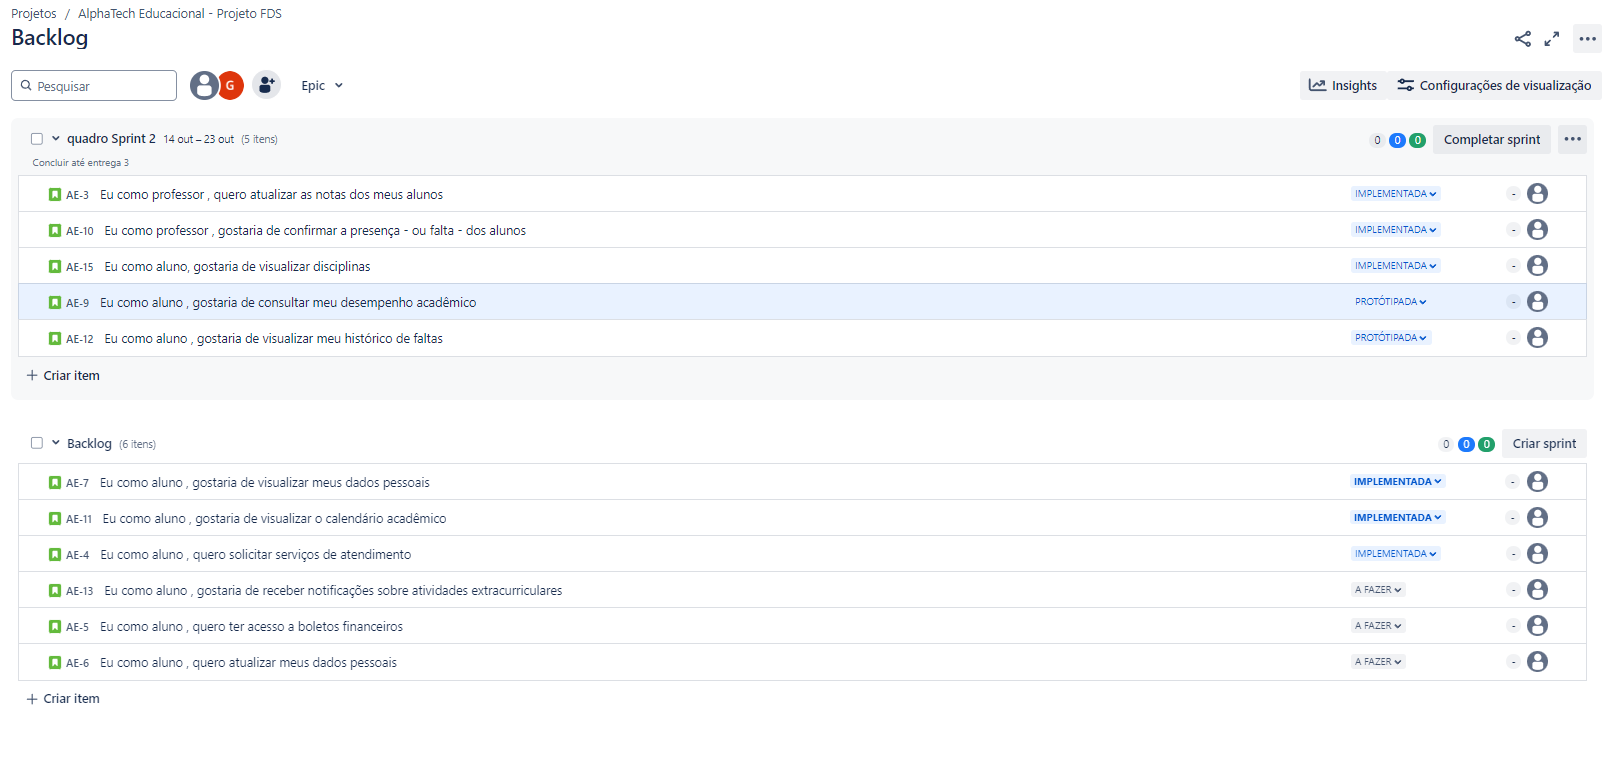 Projetos / AlphaTech Educacional - Projeto FDS
Backlog
Pesquisar G Epic Insights Configurações de visualização
quadro Sprint 2 14 out – 23 out (5 itens) 0 0 0 Completar sprint
Concluir até entrega 3
AE-3 Eu como professor , quero atualizar as notas dos meus alunos IMPLEMENTADA -
AE-10 Eu como professor , gostaria de confirmar a presença - ou falta - dos alunos IMPLEMENTADA -
AE-15 Eu como aluno, gostaria de visualizar disciplinas IMPLEMENTADA -
AE-9 Eu como aluno , gostaria de consultar meu desempenho acadêmico PROTÓTIPADA -
AE-12 Eu como aluno , gostaria de visualizar meu histórico de faltas PROTÓTIPADA -
+ Criar item
Backlog (6 itens) 0 0 0 Criar sprint
AE-7 Eu como aluno , gostaria de visualizar meus dados pessoais IMPLEMENTADA -
AE-11 Eu como aluno , gostaria de visualizar o calendário acadêmico IMPLEMENTADA -
AE-4 Eu como aluno , quero solicitar serviços de atendimento IMPLEMENTADA -
AE-13 Eu como aluno , gostaria de receber notificações sobre atividades extracurriculares A FAZER -
AE-5 Eu como aluno , quero ter acesso a boletos financeiros A FAZER -
AE-6 Eu como aluno , quero atualizar meus dados pessoais A FAZER -
+ Criar item